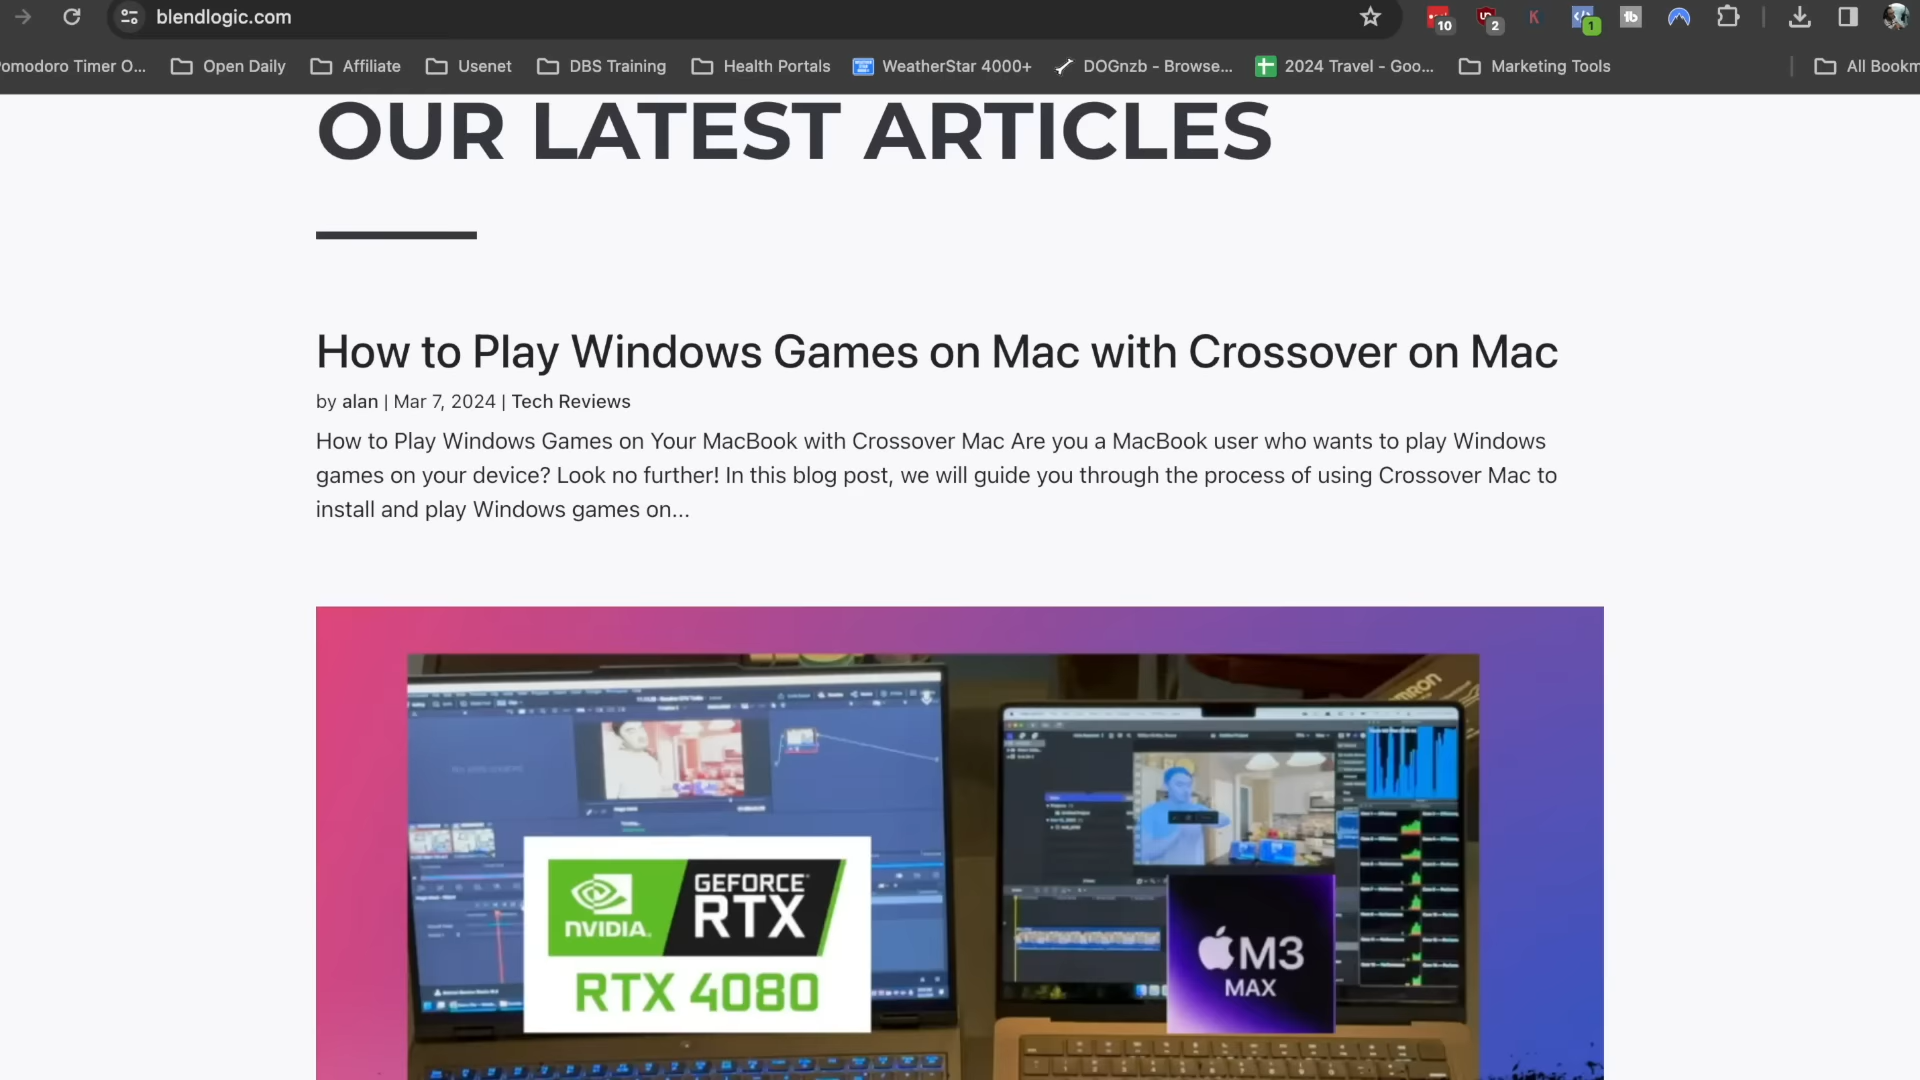 blendlogic.com
10
2
K
1
tb
omodoro Timer O...
Open Daily
Affiliate
Usenet
DBS Training
Health Portals
WeatherStar 4000+
DOGnzb - Browse...
2024 Travel - Goo...
Marketing Tools
All Bookm
OUR LATEST ARTICLES
How to Play Windows Games on Mac with Crossover on Mac
by alan | Mar 7, 2024 | Tech Reviews
How to Play Windows Games on Your MacBook with Crossover Mac Are you a MacBook user who wants to play Windows
games on your device? Look no further! In this blog post, we will guide you through the process of using Crossover Mac to
install and play Windows games on...
NVIDIA.
GEFORCE
RTX
RTX 4080
M3
MAX